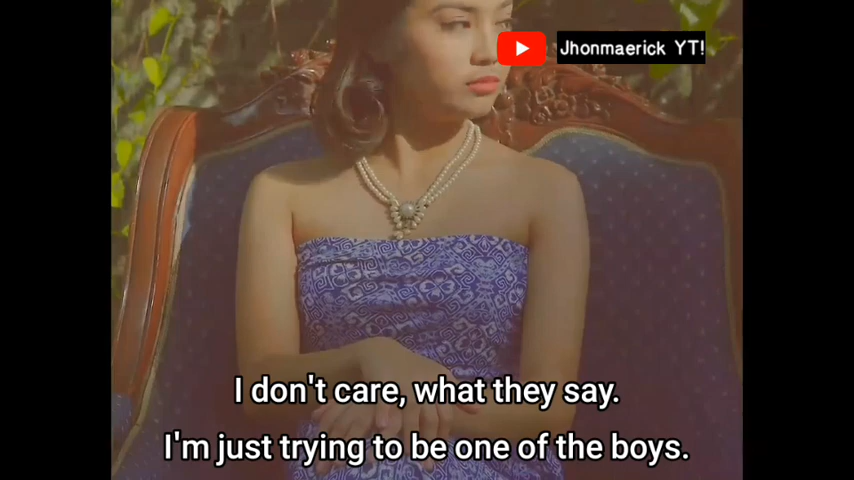 Jhonmaerick YT!
I don't care, what they say.
I'm just trying to be one of the boys.